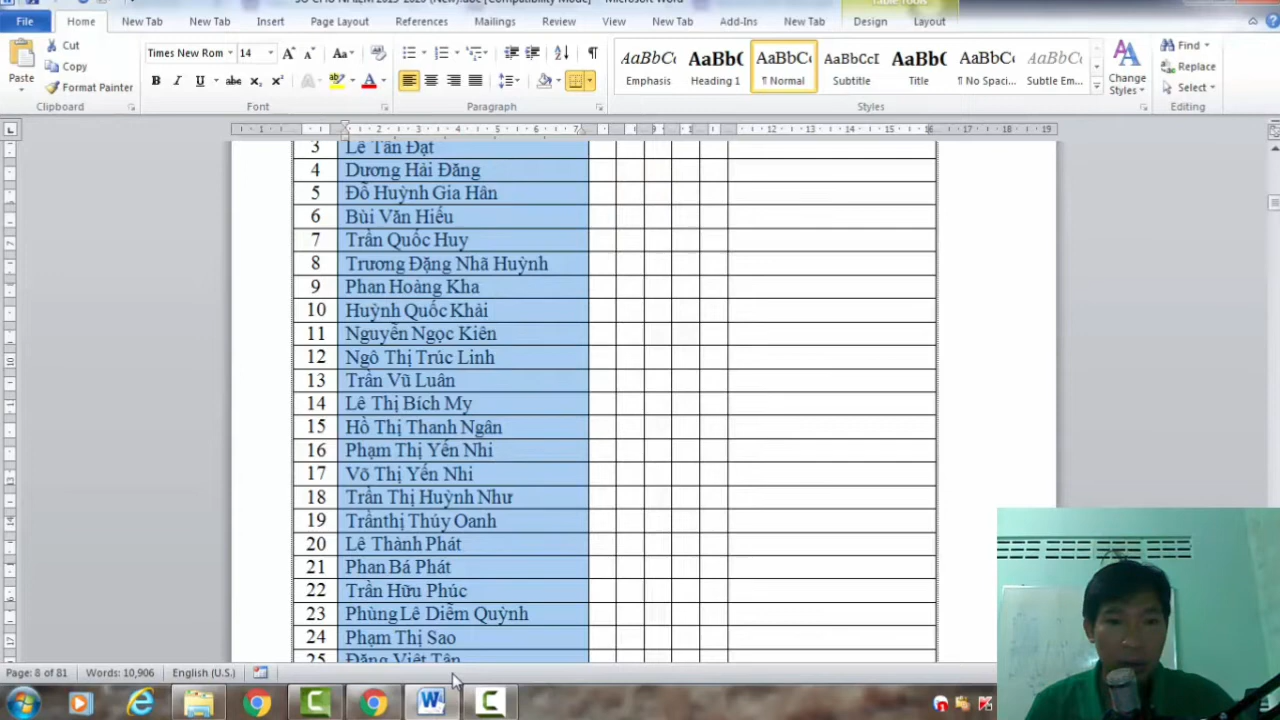 File Home New Tab New Tab Insert Page Layout References Mailings Review View New Tab Add-Ins New Tab Design Layout
Paste Cut Copy Format Painter Clipboard
Times New Rom 14 Font
Paragraph
AaBbCc Emphasis AaBb( Heading 1 AaBbCc ¶ Normal AaBbCcI Subtitle AaBb( Title AaBbCc ¶ No Spaci... AaBbCc Subtle Em... Change Styles Styles
Find Replace Select Editing
3 Lê Tấn Đạt
4 Dương Hải Đăng
5 Đỗ Huỳnh Gia Hân
6 Bùi Văn Hiếu
7 Trần Quốc Huy
8 Trương Đặng Nhã Huỳnh
9 Phan Hoàng Kha
10 Huỳnh Quốc Khải
11 Nguyễn Ngọc Kiên
12 Ngô Thị Trúc Linh
13 Trần Vũ Luân
14 Lê Thị Bích My
15 Hồ Thị Thanh Ngân
16 Phạm Thị Yến Nhi
17 Võ Thị Yến Nhi
18 Trần Thị Huỳnh Như
19 Trầnthị Thúy Oanh
20 Lê Thành Phát
21 Phan Bá Phát
22 Trần Hữu Phúc
23 Phùng Lê Diễm Quỳnh
24 Phạm Thị Sao
25 Đặng Việt Tân
Page: 8 of 81 Words: 10,906 English (U.S.)